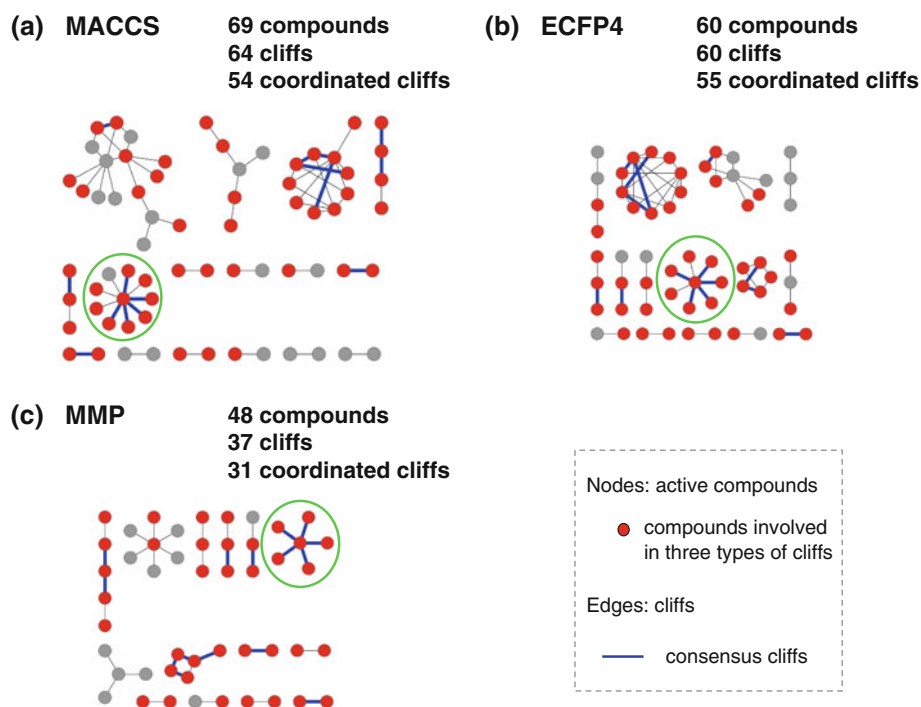 (a) MACCS 69 compounds
64 cliffs
54 coordinated cliffs
(b) ECFP4 60 compounds
60 cliffs
55 coordinated cliffs
(c) MMP 48 compounds
37 cliffs
31 coordinated cliffs
Nodes: active compounds
compounds involved
in three types of cliffs
Edges: cliffs
consensus cliffs